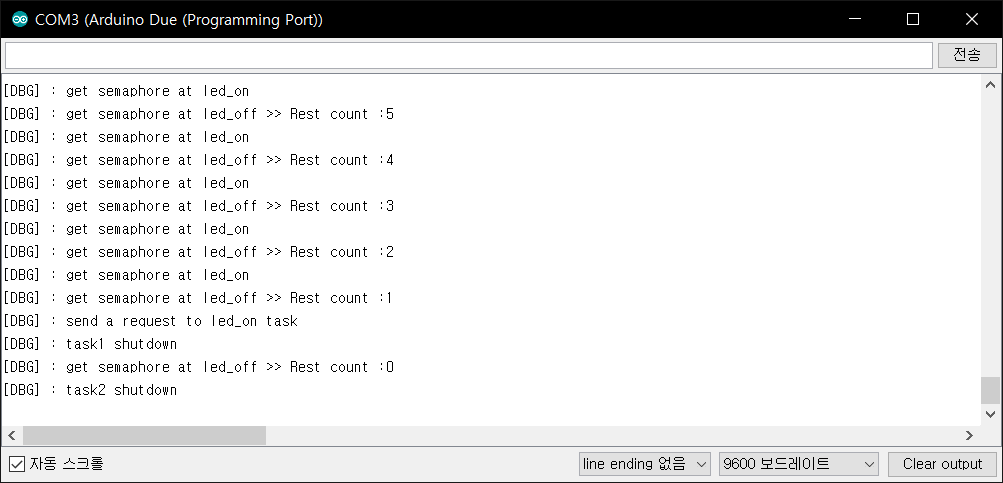 COM3 (Arduino Due (Programming Port))
전송
[DBG] : get semaphore at led_on
[DBG] : get semaphore at led_off >> Rest count :5
[DBG] : get semaphore at led_on
[DBG] : get semaphore at led_off >> Rest count :4
[DBG] : get semaphore at led_on
[DBG] : get semaphore at led_off >> Rest count :3
[DBG] : get semaphore at led_on
[DBG] : get semaphore at led_off >> Rest count :2
[DBG] : get semaphore at led_on
[DBG] : get semaphore at led_off >> Rest count :1
[DBG] : send a request to led_on task
[DBG] : task1 shutdown
[DBG] : get semaphore at led_off >> Rest count :0
[DBG] : task2 shutdown
자동 스크롤 line ending 없음 9600 보드레이트 Clear output